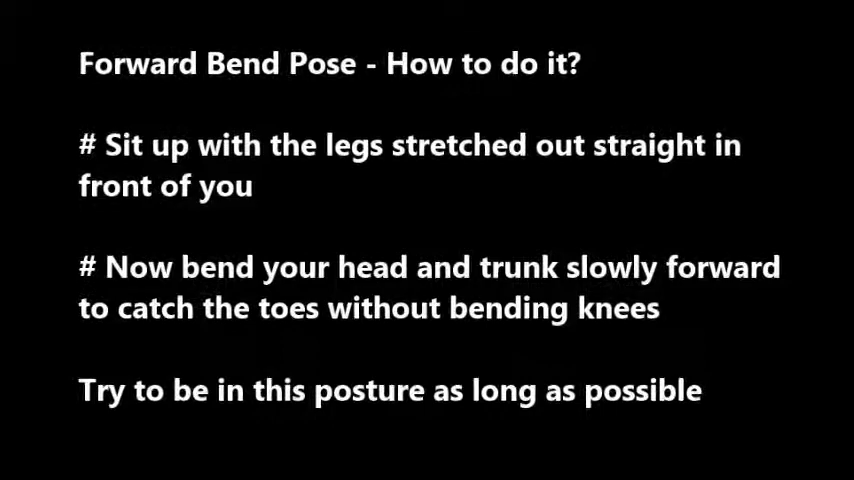 Forward Bend Pose - How to do it?
# Sit up with the legs stretched out straight in
front of you
# Now bend your head and trunk slowly forward
to catch the toes without bending knees
Try to be in this posture as long as possible